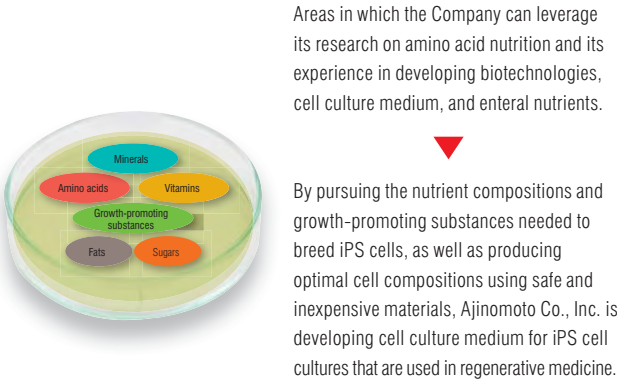 Areas in which the Company can leverage
its research on amino acid nutrition and its
experience in developing biotechnologies,
cell culture medium, and enteral nutrients.
Minerals
Amino acids
Vitamins
Growth-promoting
substances
Fats
Sugars
By pursuing the nutrient compositions and
growth-promoting substances needed to
breed iPS cells, as well as producing
optimal cell compositions using safe and
inexpensive materials, Ajinomoto Co., Inc. is
developing cell culture medium for iPS cell
cultures that are used in regenerative medicine.